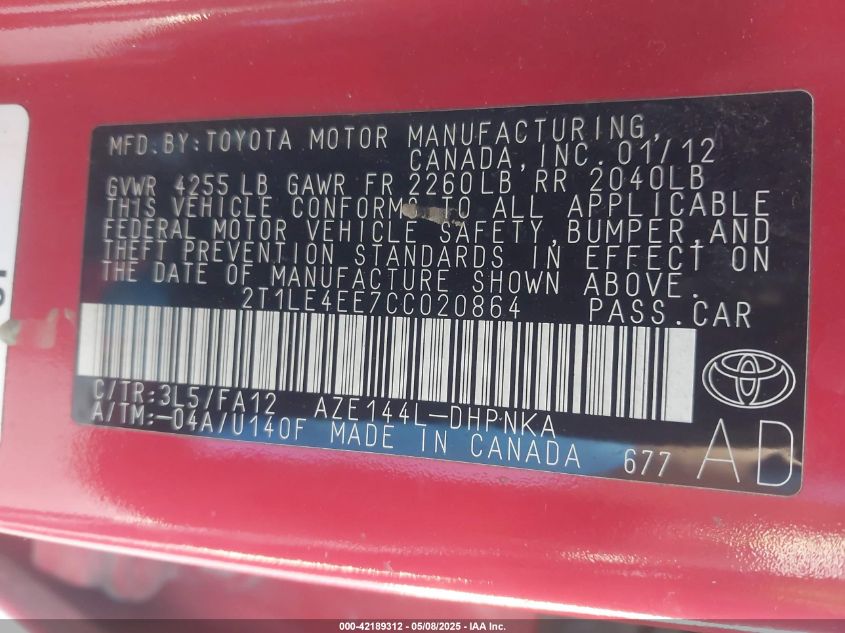 MFD. BY: TOYOTA MOTOR MANUFACTURING,
CANADA, INC. 01/12
GVWR 4255 LB GAWR FR 2260LB RR 2040LB
THIS VEHICLE CONFORMS TO ALL APPLICABLE
FEDERAL MOTOR VEHICLE SAFETY, BUMPER, AND
THEFT PREVENTION STANDARDS IN EFFECT ON
THE DATE OF MANUFACTURE SHOWN ABOVE.
2T1LE4EE7CC020864 PASS. CAR
C/TR: 3L5/FA12 AZE144L-DHPNKA
A/TM: -04A/U140F MADE IN CANADA 677 AD
000-42189312 - 05/08/2025 - IAA Inc.